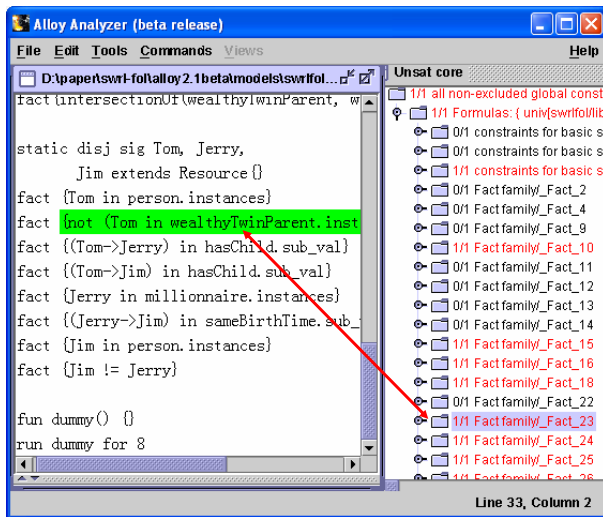 Alloy Analyzer (beta release)
File Edit Tools Commands Views Help
D:\paper\swrl-fol\alloy2.1beta\models\swrlfol...
fact{intersectionOf(wealthyTwinParent, w
static disj sig Tom, Jerry,
Jim extends Resource{}
fact {Tom in person.instances}
fact {not (Tom in wealthyTwinParent.inst
fact {(Tom->Jerry) in hasChild.sub_val}
fact {(Tom->Jim) in hasChild.sub_val}
fact {Jerry in millionnaire.instances}
fact {(Jerry->Jim) in sameBirthTime.sub_
fact {Jim in person.instances}
fact {Jim != Jerry}
fun dummy() {}
run dummy for 8
Unsat core
1/1 all non-excluded global const
1/1 Formulas: { univ[swrlfol/lib
0/1 constraints for basic s
0/1 constraints for basic s
1/1 constraints for basic s
0/1 Fact family/_Fact_2
0/1 Fact family/_Fact_4
0/1 Fact family/_Fact_9
1/1 Fact family/_Fact_10
0/1 Fact family/_Fact_11
0/1 Fact family/_Fact_12
0/1 Fact family/_Fact_13
0/1 Fact family/_Fact_14
1/1 Fact family/_Fact_15
1/1 Fact family/_Fact_16
1/1 Fact family/_Fact_18
0/1 Fact family/_Fact_22
1/1 Fact family/_Fact_23
1/1 Fact family/_Fact_24
1/1 Fact family/_Fact_25
1/1 Fact family/_Fact_26
Line 33, Column 2